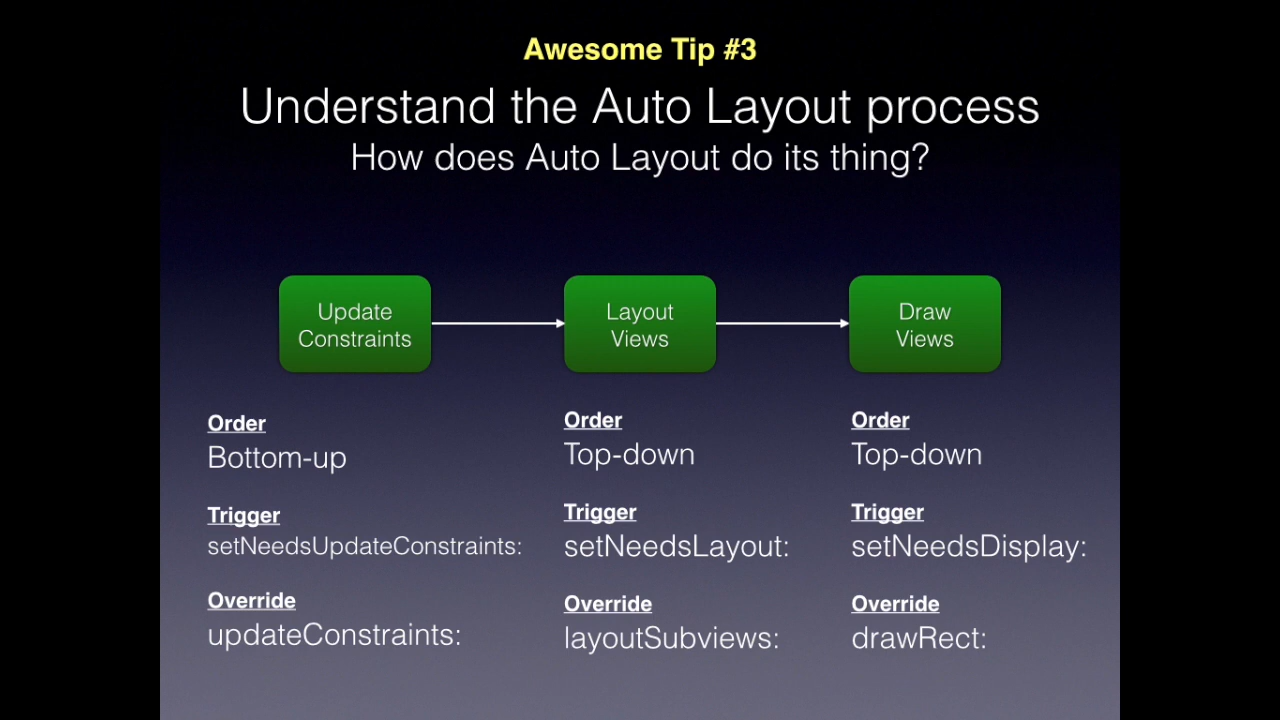 Awesome Tip #3
Understand the Auto Layout process
How does Auto Layout do its thing?
Update
Constraints
Layout
Views
Draw
Views
Order
Bottom-up
Trigger
setNeedsUpdateConstraints:
Override
updateConstraints:
Order
Top-down
Trigger
setNeedsLayout:
Override
layoutSubviews:
Order
Top-down
Trigger
setNeedsDisplay:
Override
drawRect: